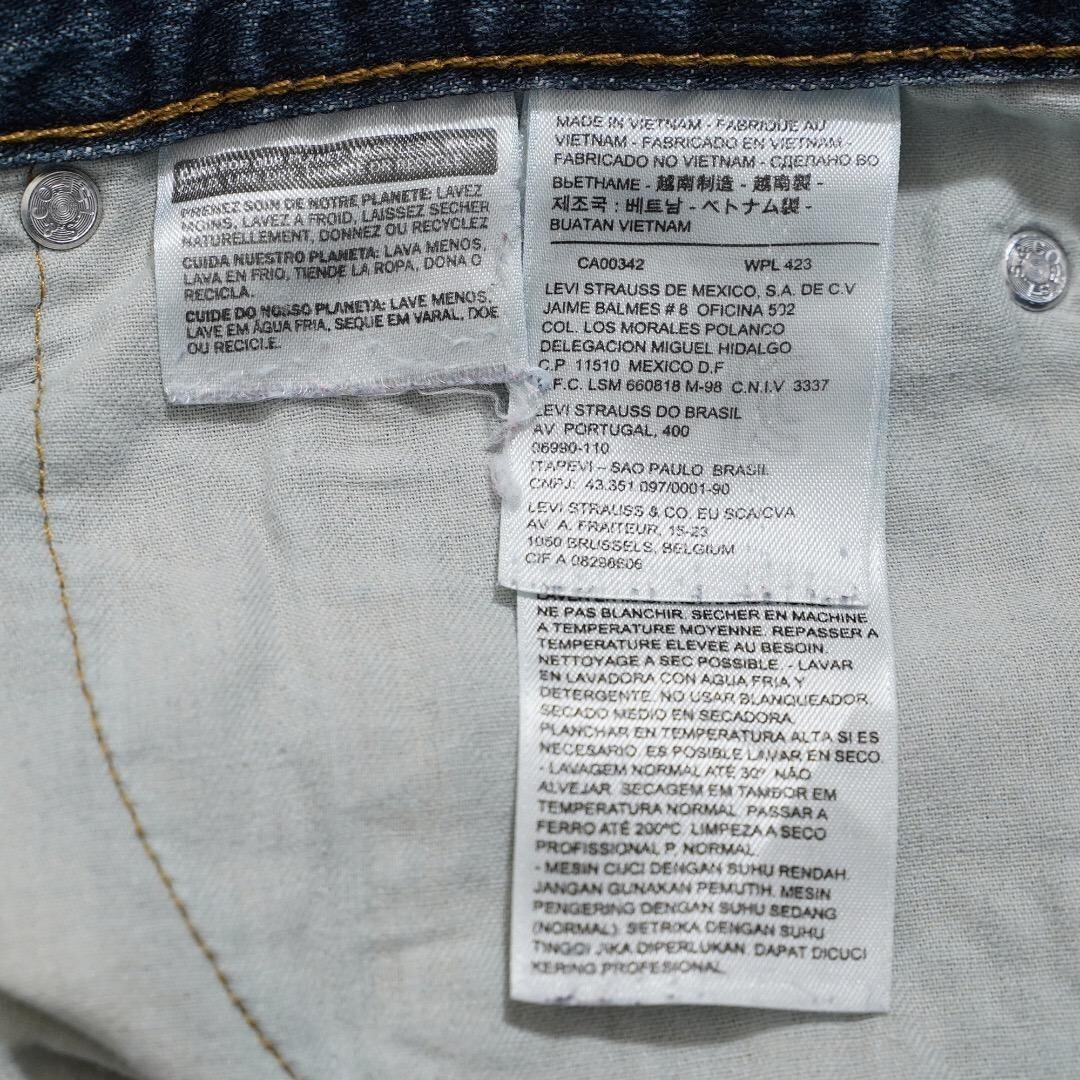 PRENEZ SOIN DE NOTRE PLANETE: LAVEZ
MOINS, LAVEZ A FROID, LAISSEZ SECHER
NATURELLEMENT, DONNEZ OU RECYCLEZ
CUIDA NUESTRO PLANETA: LAVA MENOS,
LAVA EN FRIO, TIENDE LA ROPA, DONA O
RECICLA.
CUIDE DO NOSSO PLANETA: LAVE MENOS,
LAVE EM ÁGUA FRIA, SEQUE EM VARAL, DOE
OU RECICLE.
MADE IN VIETNAM - FABRIQUE AU
VIETNAM - FABRICADO EN VIETNAM -
FABRICADO NO VIETNAM - СДЕЛАНО ВО
ВЬЕТНАМЕ - 越南制造 - 越南製 -
제조국 : 베트남 - ベトナム製 -
BUATAN VIETNAM
CA00342 WPL 423
LEVI STRAUSS DE MEXICO, S.A. DE C.V
JAIME BALMES # 8 OFICINA 502
COL. LOS MORALES POLANCO
DELEGACION MIGUEL HIDALGO
C.P 11510 MEXICO D.F
.F.C. LSM 660818 M-98 C.N.I.V 3337
LEVI STRAUSS DO BRASIL
AV PORTUGAL, 400
06690-110
ITAPEVI – SAO PAULO BRASIL
CNPJ: 43.351 097/0001-90
LEVI STRAUSS & CO. EU SCA/CVA
AV A. FRAITEUR, 15-23
1050 BRUSSELS, BELGIUM
CIF A 08298606
NE PAS BLANCHIR. SECHER EN MACHINE
A TEMPERATURE MOYENNE. REPASSER A
TEMPERATURE ELEVEE AU BESOIN.
NETTOYAGE A SEC POSSIBLE. - LAVAR
EN LAVADORA CON AGUA FRIA Y
DETERGENTE. NO USAR BLANQUEADOR
SECADO MEDIO EN SECADORA.
PLANCHAR EN TEMPERATURA ALTA SI ES
NECESARIO. ES POSIBLE LAVAR EN SECO.
- LAVAGEM NORMAL ATÉ 30º. NÃO
ALVEJAR. SECAGEM EM TAMBOR EM
TEMPERATURA NORMAL. PASSAR A
FERRO ATÉ 200ºC. LIMPEZA A SECO
PROFISSIONAL P, NORMAL.
- MESIN CUCI DENGAN SUHU RENDAH.
JANGAN GUNAKAN PEMUTIH. MESIN
PENGERING DENGAN SUHU SEDANG
(NORMAL). SETRIKA DENGAN SUHU
TINGGI JIKA DIPERLUKAN. DAPAT DICUCI
KERING PROFESIONAL